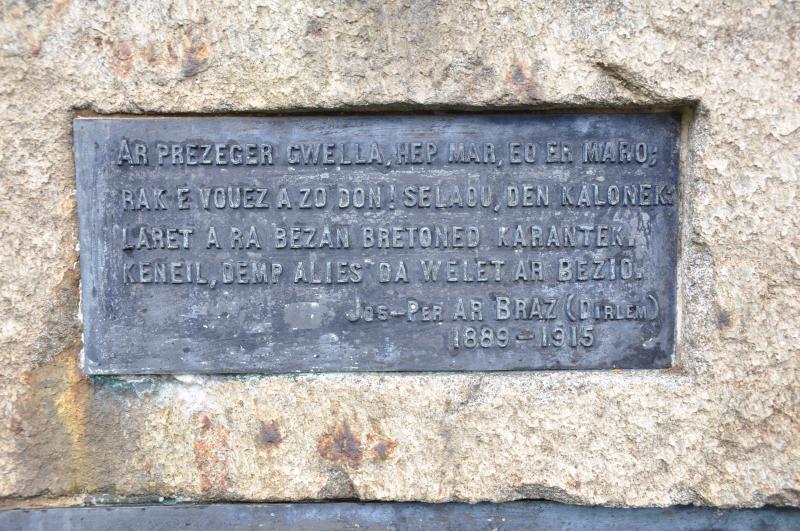 AR PREZEGER GWELLA, HEP MAR, EO ER MARO;
RAK E VOUEZ A ZO DON! SELAOU, DEN KALONEK:
LARET A RA BEZAN BRETONED KARANTEK.
KENEIL, DEMP ALIES DA WELET AR BEZIO.
JOS-PER AR BRAZ (DIRLEM)
1889-1915